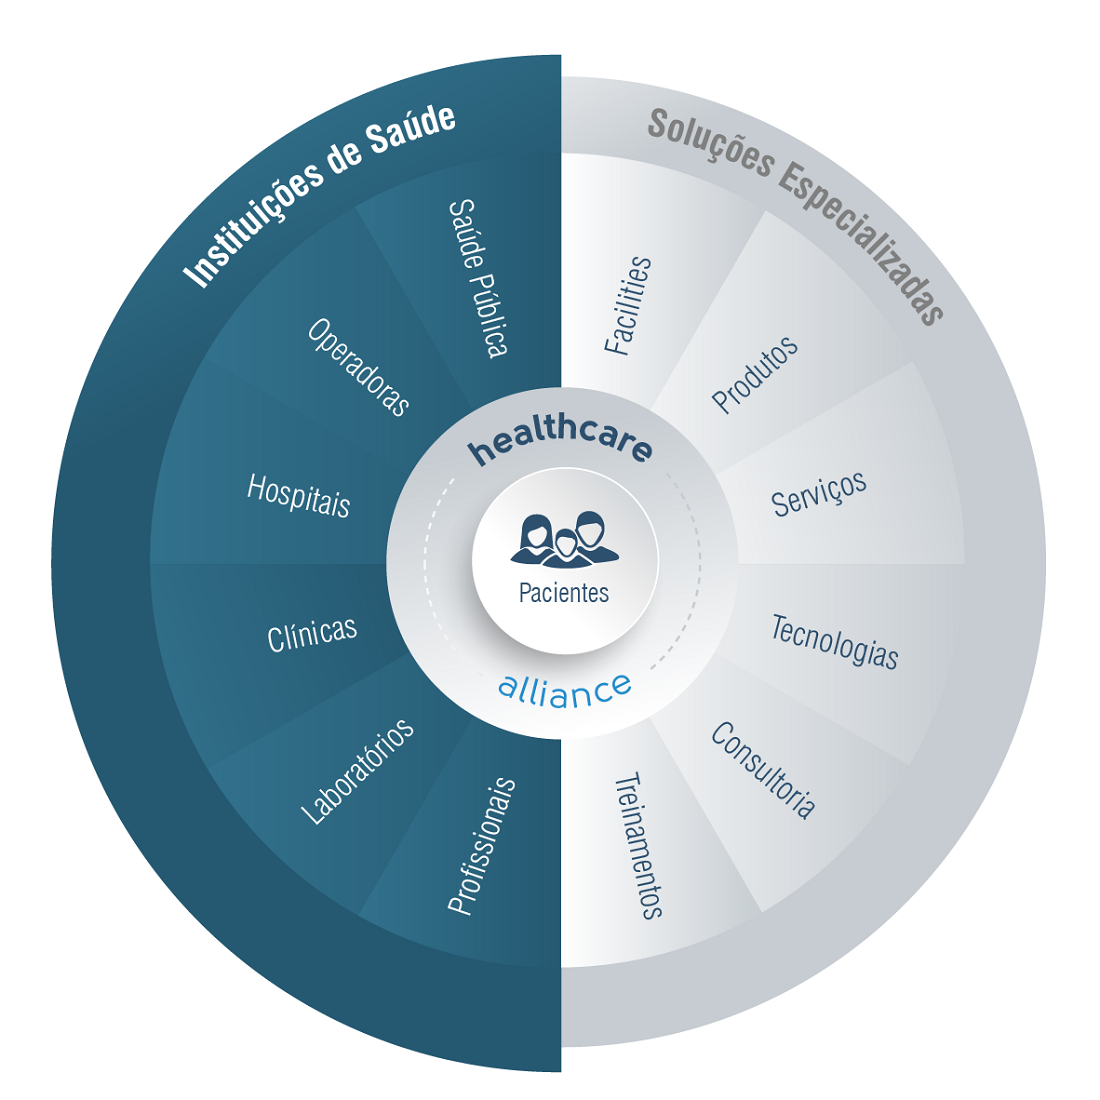 Instituições de Saúde
Saúde Pública
Operadoras
Hospitais
Clínicas
Laboratórios
Profissionais
Soluções Especializadas
Facilities
Produtos
Serviços
Tecnologias
Consultoria
Treinamentos
healthcare
Pacientes
alliance